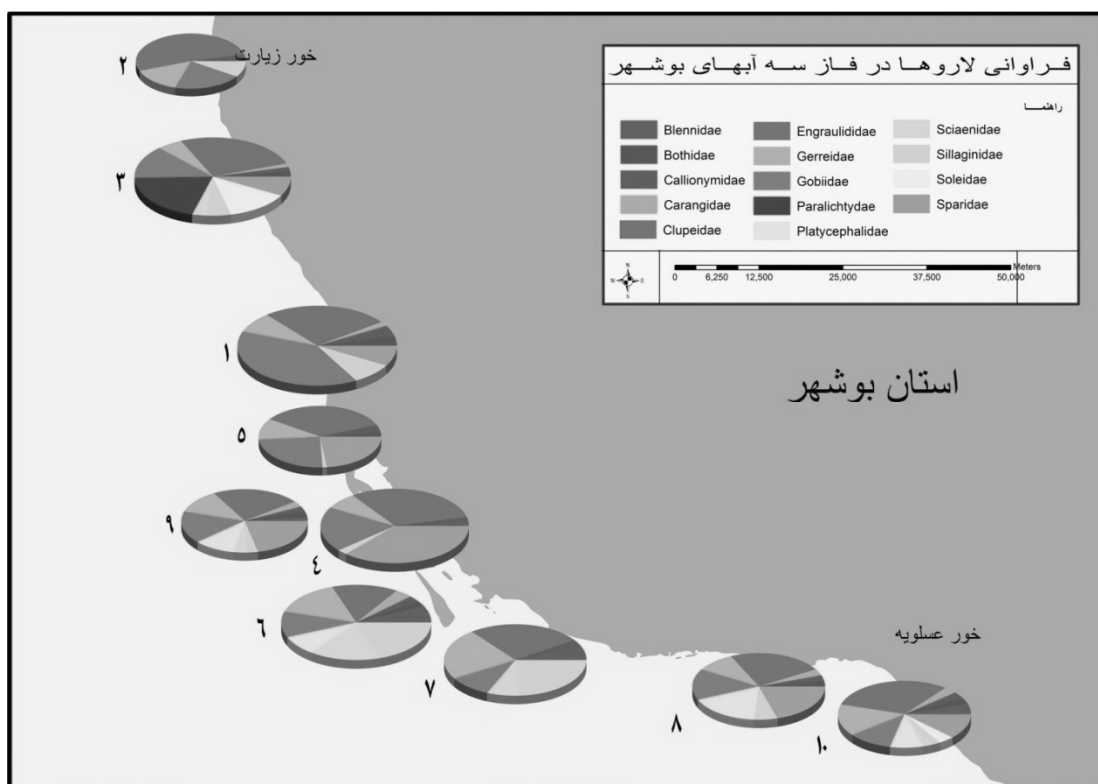 ۲
خور زیارت
فراوانی لاروها در فاز سه آبهای بوشهر
راهنما
Blennidae
Bothidae
Callionymidae
Carangidae
Clupeidae
Engraulididae
Gerreidae
Gobiidae
Paralichtydae
Platycephalidae
Sciaenidae
Sillaginidae
Soleidae
Sparidae
N
W E
S
Meters
0 6,250 12,500 25,000 37,500 50,000
۳
۱
استان بوشهر
۵
۹
٤
۶
۷
خور عسلویه
۸
۱۰